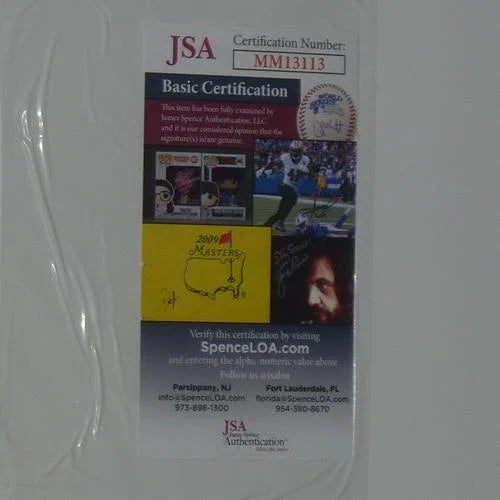 JSA
Certification Number:
MM13113
Basic Certification
This item has been fully examined by
James Spence Authentication, LLC
and it is our considered opinion that the
signature(s) is/are genuine.
2009
MASTERS
Verify this certification by visiting
SpenceLOA.com
and entering the alpha-numeric value above.
Follow us @jsaloa
Parsippany, NJ
info@SpenceLOA.com
973-898-1300
Fort Lauderdale, FL
florida@SpenceLOA.com
954-380-8670
JSA
James Spence
Authentication